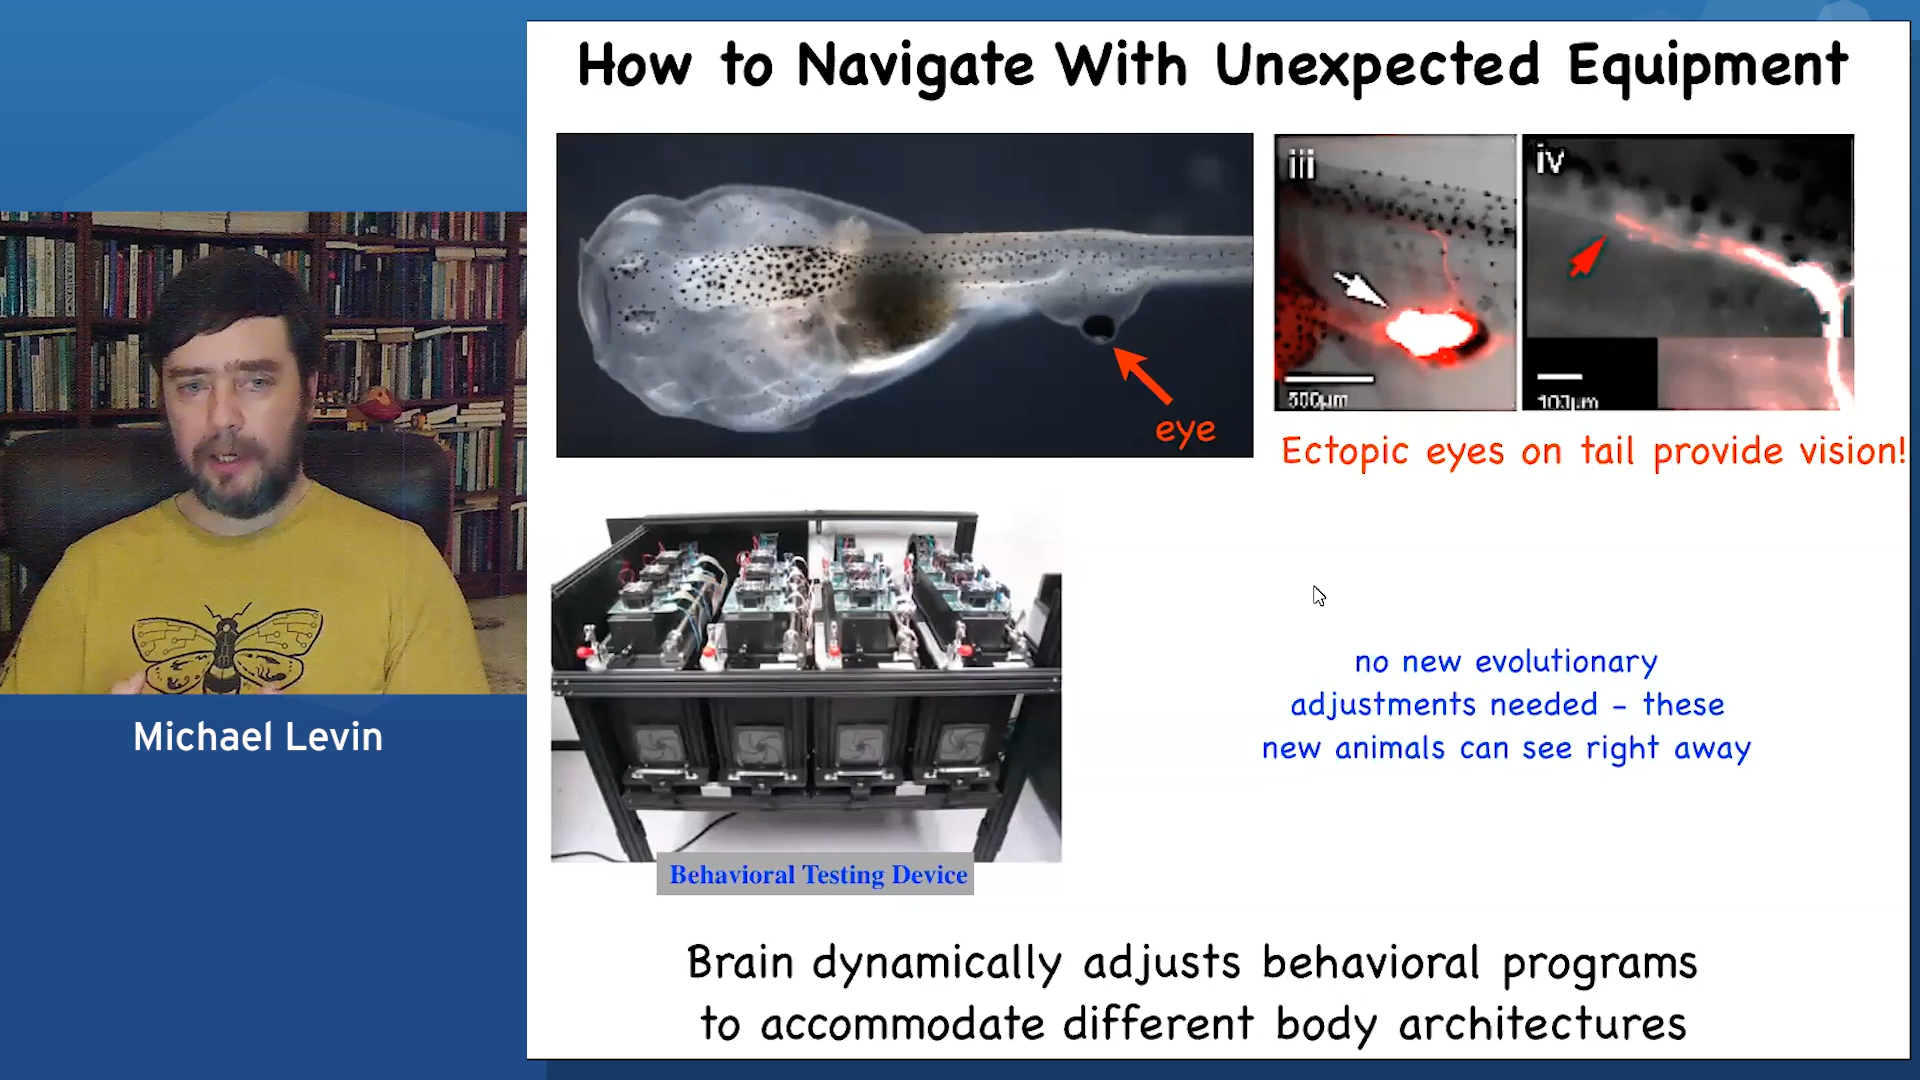 How to Navigate With Unexpected Equipment
iii
iv
eye
500µm
100µm
Ectopic eyes on tail provide vision!
Michael Levin
no new evolutionary
adjustments needed – these
new animals can see right away
Behavioral Testing Device
Brain dynamically adjusts behavioral programs
to accommodate different body architectures